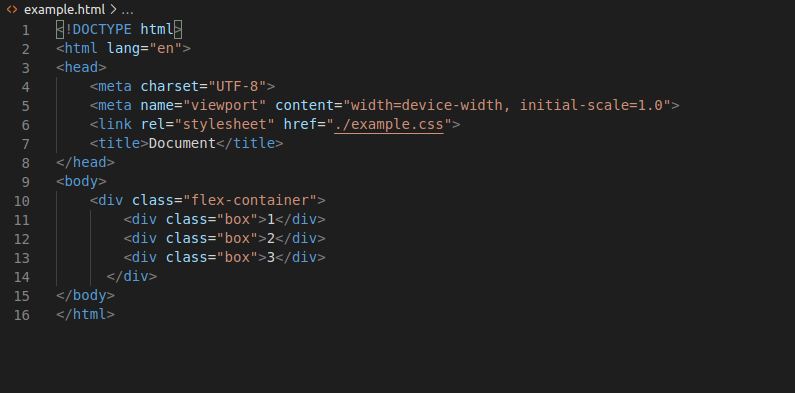 <> example.html > ...
1 <!DOCTYPE html>
2 <html lang="en">
3 <head>
4     <meta charset="UTF-8">
5     <meta name="viewport" content="width=device-width, initial-scale=1.0">
6     <link rel="stylesheet" href="./example.css">
7     <title>Document</title>
8 </head>
9 <body>
10     <div class="flex-container">
11         <div class="box">1</div>
12         <div class="box">2</div>
13         <div class="box">3</div>
14       </div>
15 </body>
16 </html>